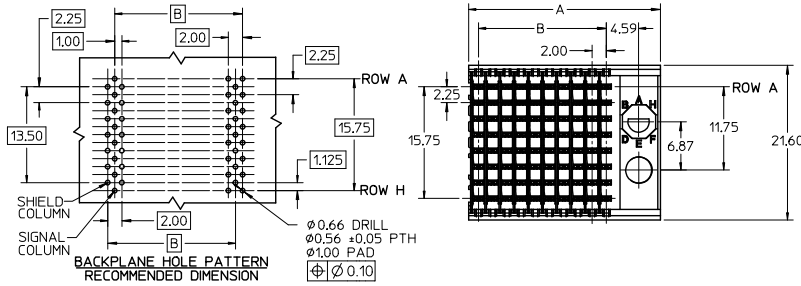 B
2.25
1.00
2.00
2.25
ROW A
13.50
15.75
1.125
ROW H
SHIELD
COLUMN
SIGNAL
COLUMN
2.00
B
Ø0.66 DRILL
Ø0.56 ±0.05 PTH
Ø1.00 PAD
⌖ Ø 0.10
BACKPLANE HOLE PATTERN
RECOMMENDED DIMENSION
A
B
4.59
2.00
ROW A
2.25
15.75
B A H
D E F
6.87
11.75
21.60